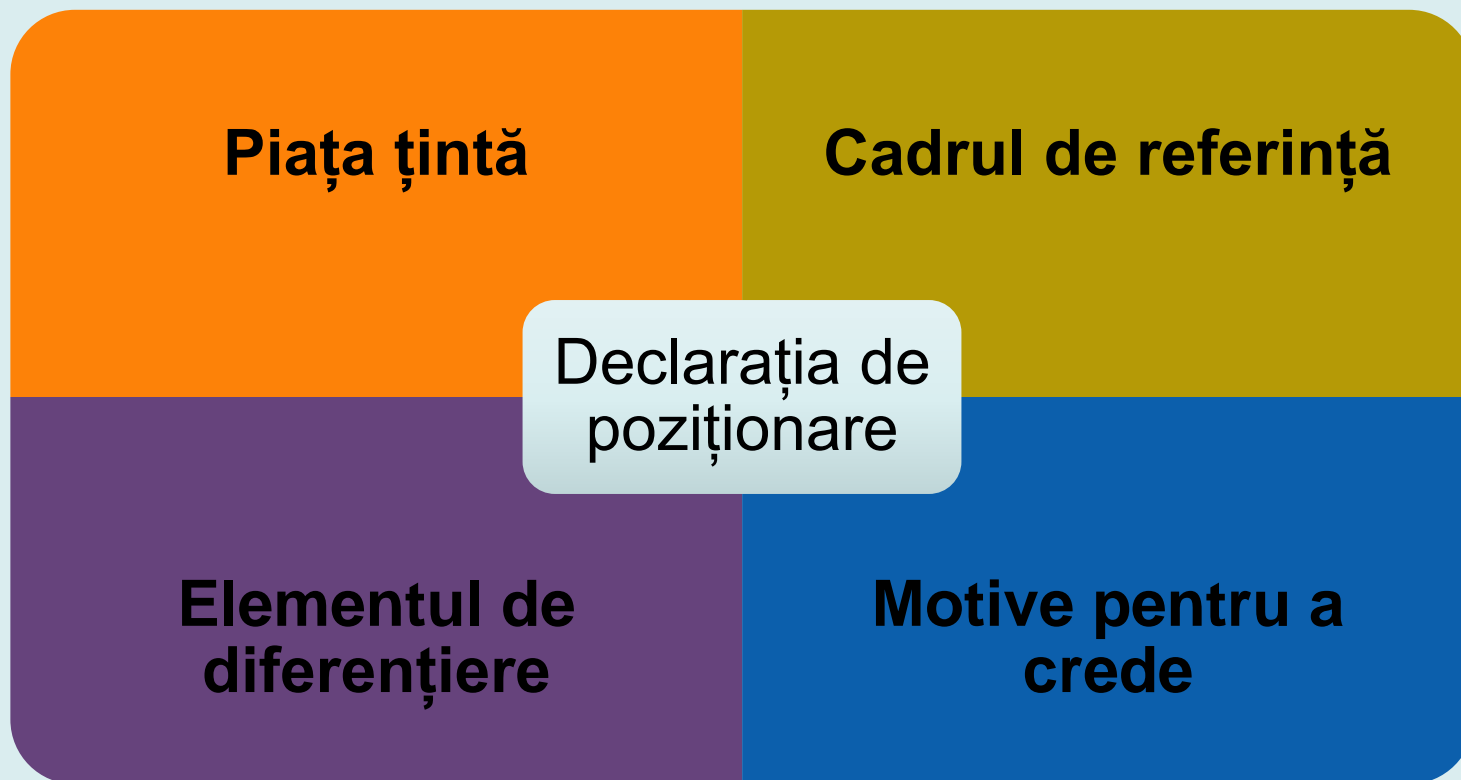 Piața țintă
Cadrul de referință
Declarația de
poziționare
Elementul de
diferențiere
Motive pentru a
crede